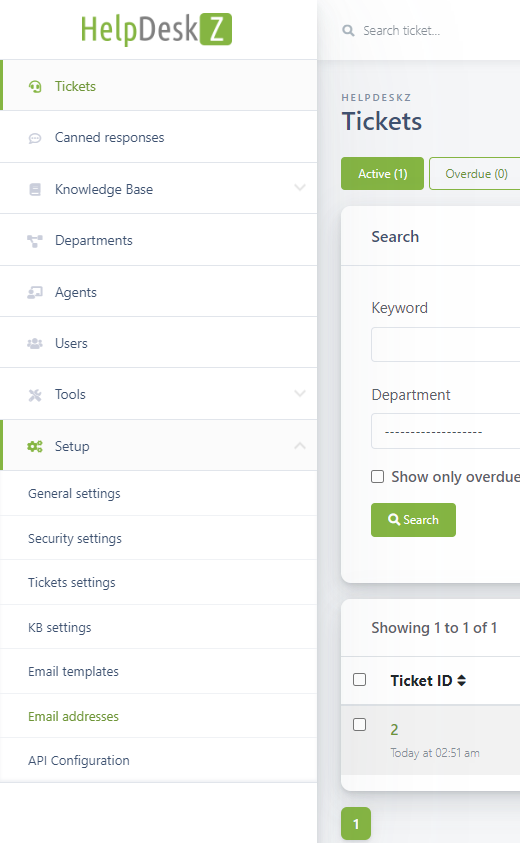 HelpDeskZ
Tickets
Canned responses
Knowledge Base
Departments
Agents
Users
Tools
Setup
General settings
Security settings
Tickets settings
KB settings
Email templates
Email addresses
API Configuration
Search ticket...
HELPDESKZ
Tickets
Active (1) Overdue (0)
Search
Keyword
Department
-------------------
Show only overdue
Search
Showing 1 to 1 of 1
Ticket ID
2
Today at 02:51 am
1